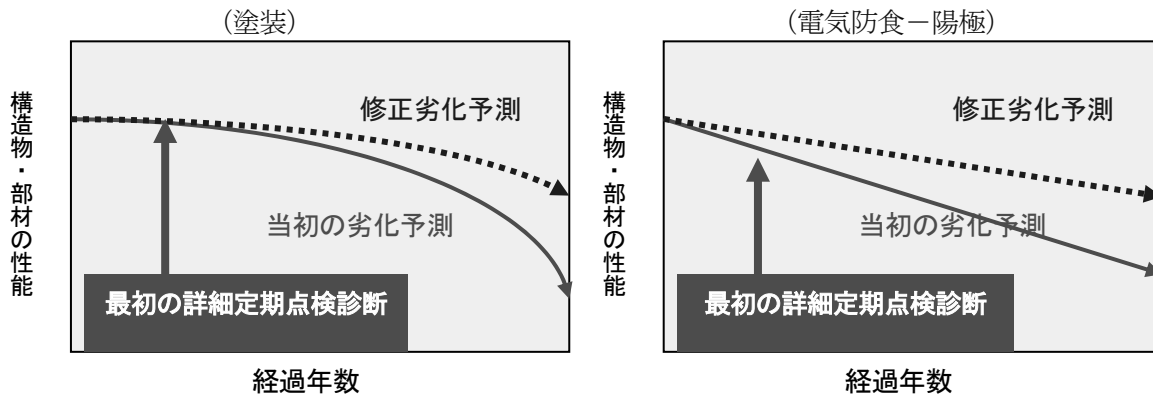 (塗装)
構造物・部材の性能
修正劣化予測
当初の劣化予測
最初の詳細定期点検診断
経過年数
(電気防食－陽極)
構造物・部材の性能
修正劣化予測
当初の劣化予測
最初の詳細定期点検診断
経過年数